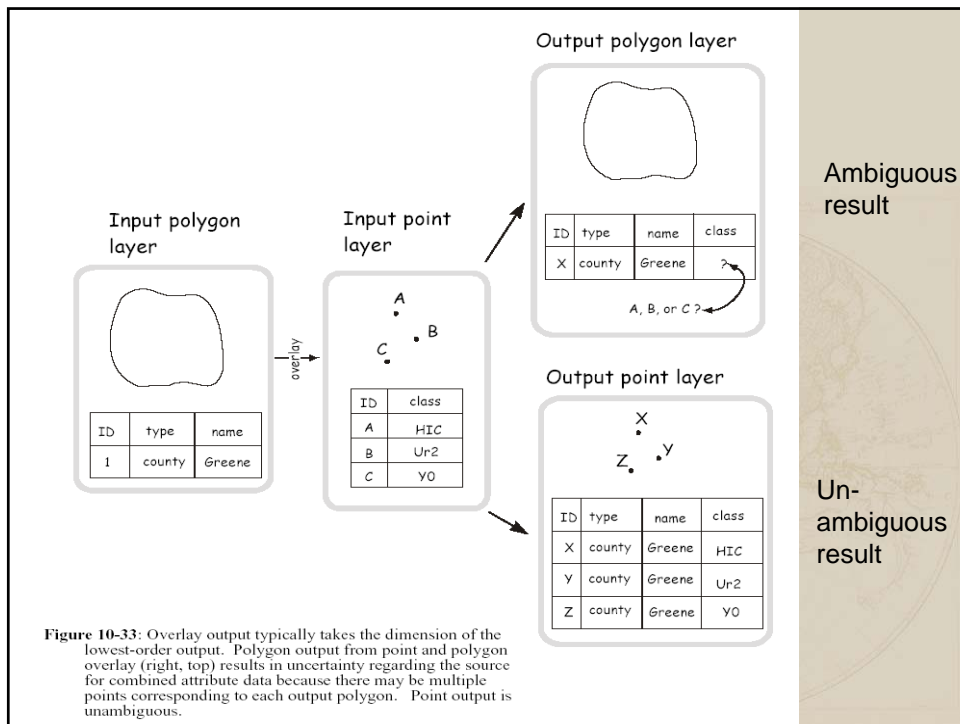 Input polygon
layer
ID type name
1 county Greene
overlay
Input point
layer
A
B
C
ID class
A HIC
B Ur2
C Y0
Output polygon layer
ID type name class
X county Greene ?
A, B, or C ?
Ambiguous
result
Output point layer
X
Y
Z
ID type name class
X county Greene HIC
Y county Greene Ur2
Z county Greene Y0
Un-
ambiguous
result
Figure 10-33: Overlay output typically takes the dimension of the
lowest-order output. Polygon output from point and polygon
overlay (right, top) results in uncertainty regarding the source
for combined attribute data because there may be multiple
points corresponding to each output polygon. Point output is
unambiguous.